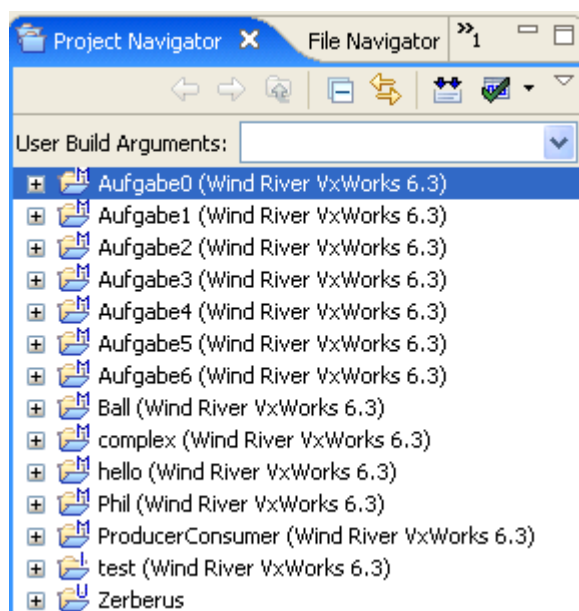 Project Navigator File Navigator »1
User Build Arguments:
Aufgabe0 (Wind River VxWorks 6.3)
Aufgabe1 (Wind River VxWorks 6.3)
Aufgabe2 (Wind River VxWorks 6.3)
Aufgabe3 (Wind River VxWorks 6.3)
Aufgabe4 (Wind River VxWorks 6.3)
Aufgabe5 (Wind River VxWorks 6.3)
Aufgabe6 (Wind River VxWorks 6.3)
Ball (Wind River VxWorks 6.3)
complex (Wind River VxWorks 6.3)
hello (Wind River VxWorks 6.3)
Phil (Wind River VxWorks 6.3)
ProducerConsumer (Wind River VxWorks 6.3)
test (Wind River VxWorks 6.3)
Zerberus